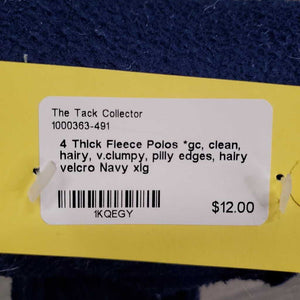 The Tack Collector
1000363-491
4 Thick Fleece Polos *gc, clean,
hairy, v.clumpy, pilly edges, hairy
velcro Navy xlg
1KQEGY
$12.00